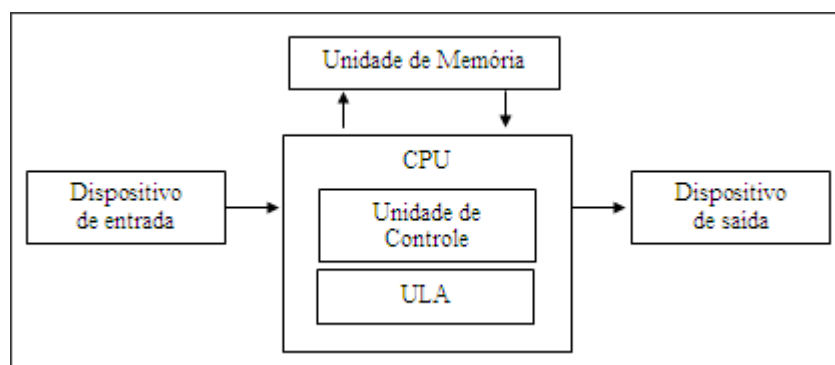 Unidade de Memória
CPU
Dispositivo
de entrada
Unidade de
Controle
ULA
Dispositivo
de saída